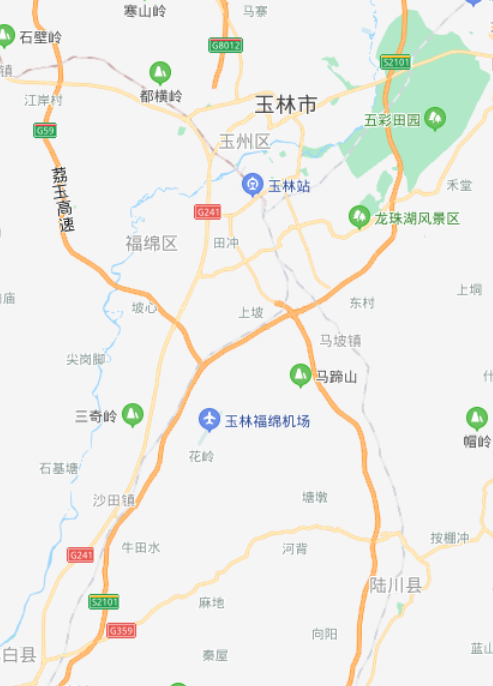 寒山岭
马寨
石壁岭
G8012
S2101
镇
都横岭
江岸村
玉林市
五彩田园
G59
玉州区
荔玉高速
玉林站
禾堂
G241
龙珠湖风景区
福绵区
田冲
庙
上垌
坡心
上坡
东村
马坡镇
尖岗脚
马蹄山
三奇岭
玉林福绵机场
帽岭
花岭
石基塘
沙田镇
塘墩
按棚冲
G241
牛田水
河背
陆川县
S2101
麻地
G359
向阳
白县
秦屋
蓝山